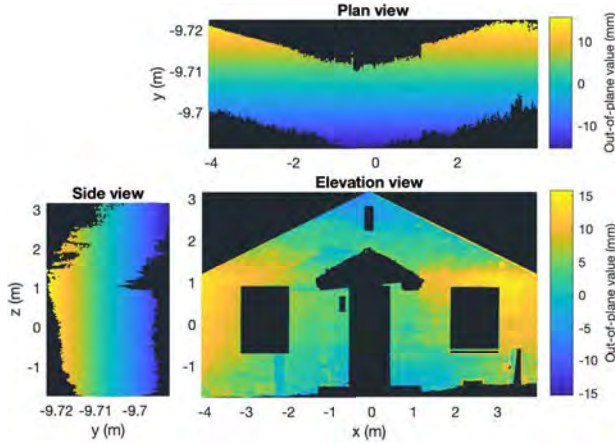 Plan view
-9.72
-9.71
-9.7
y (m)
-4 -2 0 2
10
0
-10
Out-of-plane value (mm)
Side view
3
2
1
0
-1
z (m)
-9.72 -9.71 -9.7
y (m)
Elevation view
3
2
1
0
-1
-4 -3 -2 -1 0 1 2 3
x (m)
15
10
5
0
-5
-10
-15
Out-of-plane value (mm)